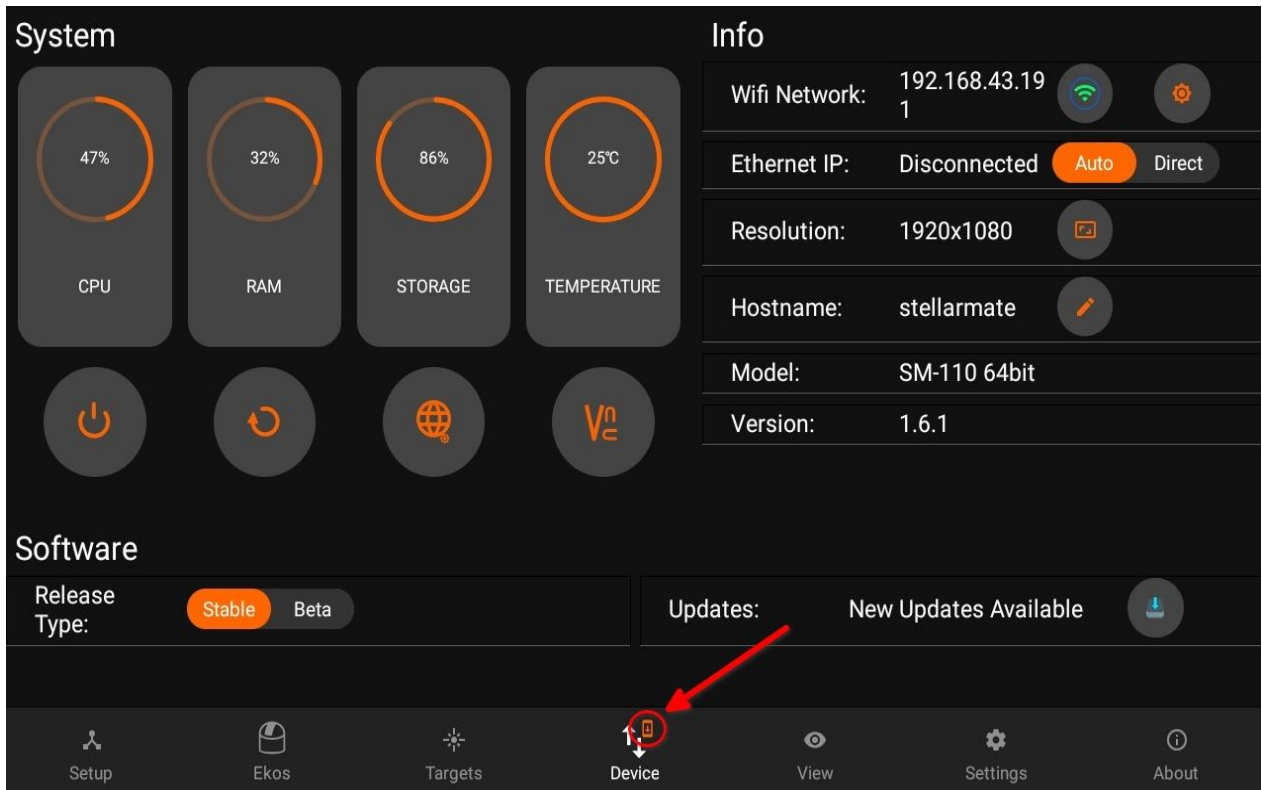 System
47%
CPU
32%
RAM
86%
STORAGE
25℃
TEMPERATURE
Info
Wifi Network:
192.168.43.19
1
Ethernet IP:
Disconnected
Auto
Direct
Resolution:
1920x1080
Hostname:
stellarmate
Model:
SM-110 64bit
Version:
1.6.1
Software
Release
Type:
Stable
Beta
Updates:
New Updates Available
Setup
Ekos
Targets
Device
View
Settings
About